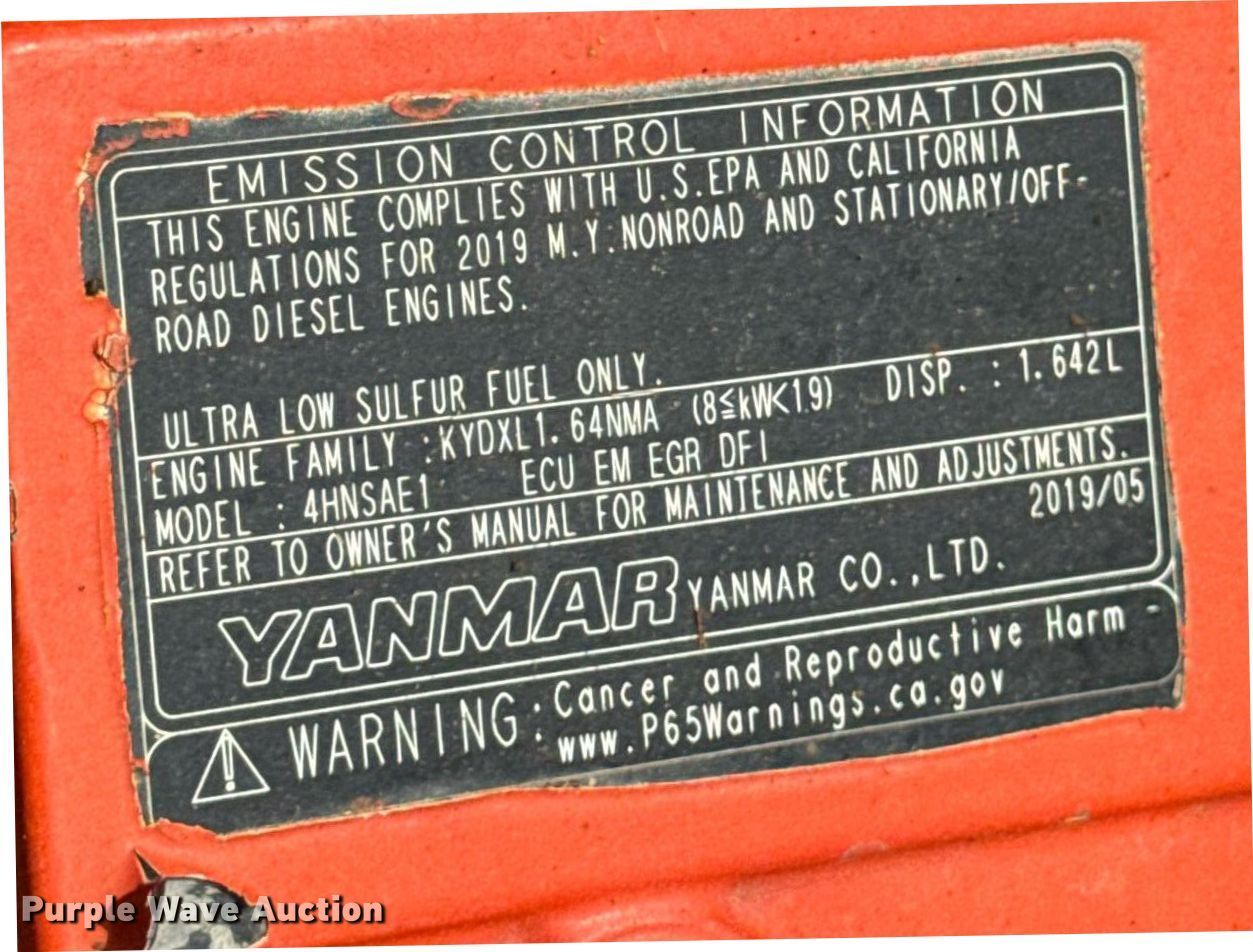 EMISSION CONTROL INFORMATION
THIS ENGINE COMPLIES WITH U.S.EPA AND CALIFORNIA
REGULATIONS FOR 2019 M.Y.NONROAD AND STATIONARY/OFF-
ROAD DIESEL ENGINES.
ULTRA LOW SULFUR FUEL ONLY.
ENGINE FAMILY :KYDXL1.64NMA (8≦kW<19) DISP. : 1.642L
MODEL : 4HNSAE1 ECU EM EGR DFI
REFER TO OWNER'S MANUAL FOR MAINTENANCE AND ADJUSTMENTS.
2019/05
YANMAR YANMAR CO.,LTD.
WARNING: Cancer and Reproductive Harm -
www.P65Warnings.ca.gov
Purple Wave Auction